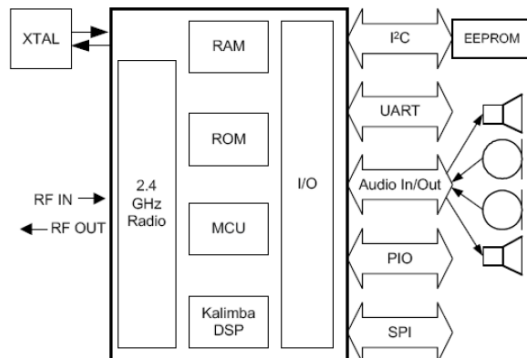 XTAL
RF IN
RF OUT
2.4
GHz
Radio
RAM
ROM
MCU
Kalimba
DSP
I/O
I²C
UART
Audio In/Out
PIO
SPI
EEPROM